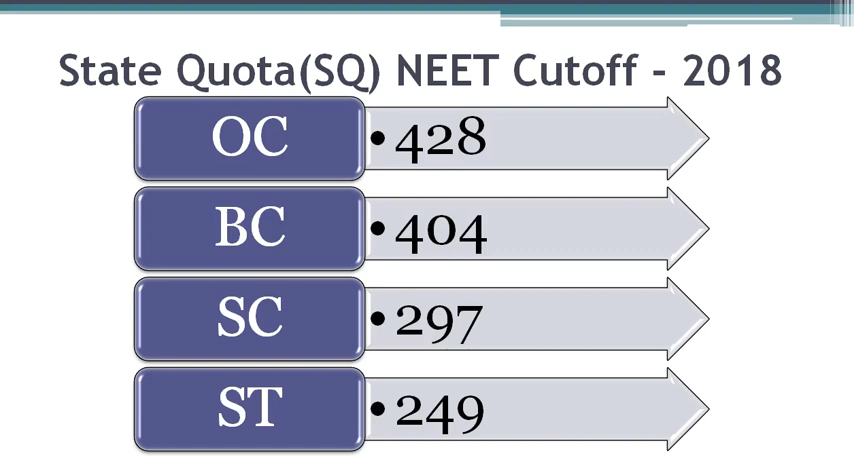 State Quota(SQ) NEET Cutoff - 2018
OC • 428
BC • 404
SC • 297
ST • 249